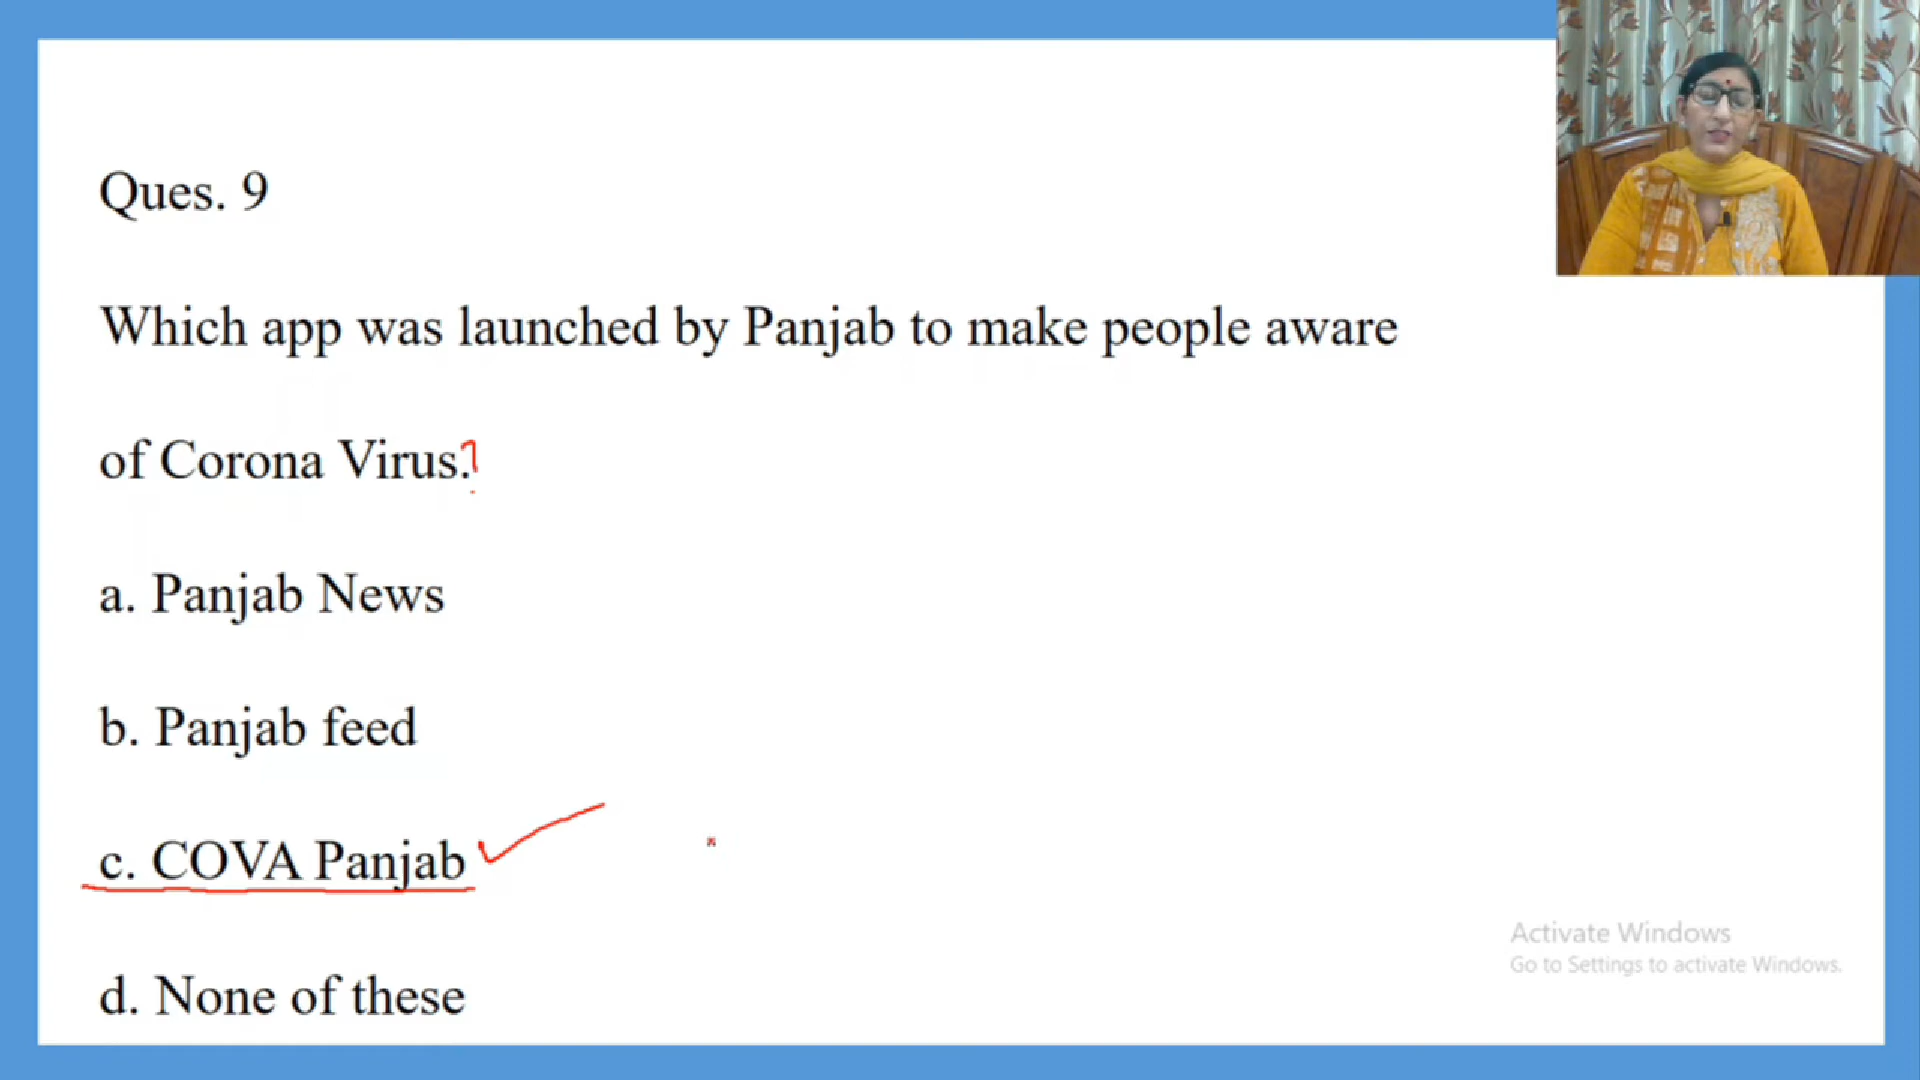 Ques. 9
Which app was launched by Panjab to make people aware
of Corona Virus.?
a. Panjab News
b. Panjab feed
c. COVA Panjab
d. None of these
Activate Windows
Go to Settings to activate Windows.